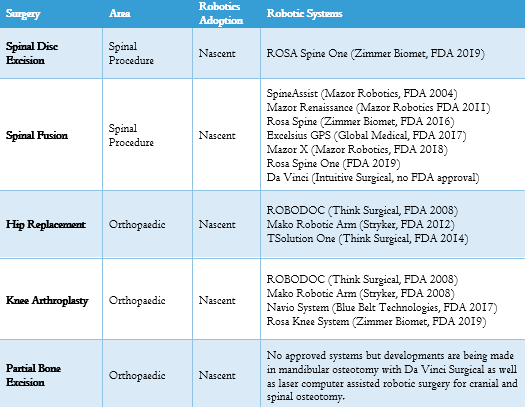 Surgery Area Robotics Adoption Robotic Systems
Spinal Disc Excision
Spinal Procedure
Nascent
ROSA Spine One (Zimmer Biomet, FDA 2019)
Spinal Fusion
Spinal Procedure
Nascent
SpineAssist (Mazor Robotics, FDA 2004)
Mazor Renaissance (Mazor Robotics FDA 2011)
Rosa Spine (Zimmer Biomet, FDA 2016)
Excelsius GPS (Global Medical, FDA 2017)
Mazor X (Mazor Robotics, FDA 2018)
Rosa Spine One (FDA 2019)
Da Vinci (Intuitive Surgical, no FDA approval)
Hip Replacement
Orthopaedic
Nascent
ROBODOC (Think Surgical, FDA 2008)
Mako Robotic Arm (Stryker, FDA 2012)
TSolution One (Think Surgical, FDA 2014)
Knee Arthroplasty
Orthopaedic
Nascent
ROBODOC (Think Surgical, FDA 2008)
Mako Robotic Arm (Stryker, FDA 2008)
Navio System (Blue Belt Technologies, FDA 2017)
Rosa Knee System (Zimmer Biomet, FDA 2019)
Partial Bone Excision
Orthopaedic
Nascent
No approved systems but developments are being made
in mandibular osteotomy with Da Vinci Surgical as well
as laser computer assisted robotic surgery for cranial and
spinal osteotomy.